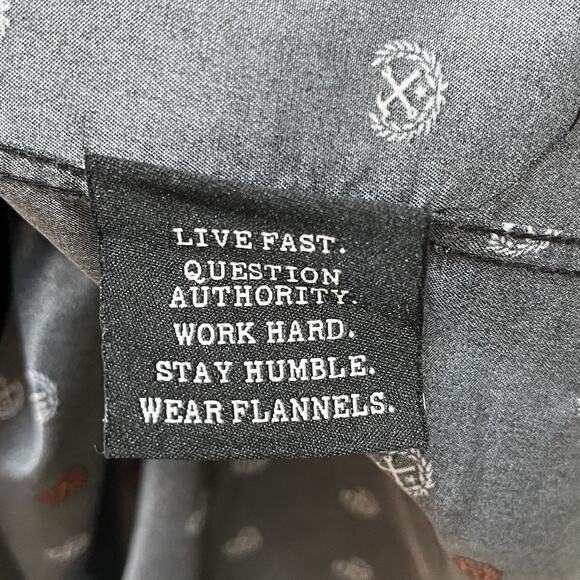 LIVE FAST.
QUESTION
AUTHORITY.
WORK HARD.
STAY HUMBLE.
WEAR FLANNELS.